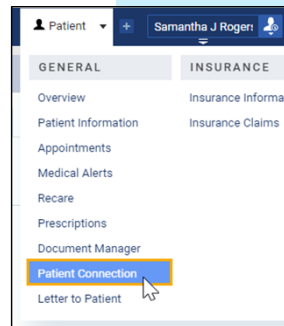 Patient + Samantha J Roger
GENERAL INSURANCE
Overview Insurance Informa
Patient Information Insurance Claims
Appointments
Medical Alerts
Recare
Prescriptions
Document Manager
Patient Connection
Letter to Patient